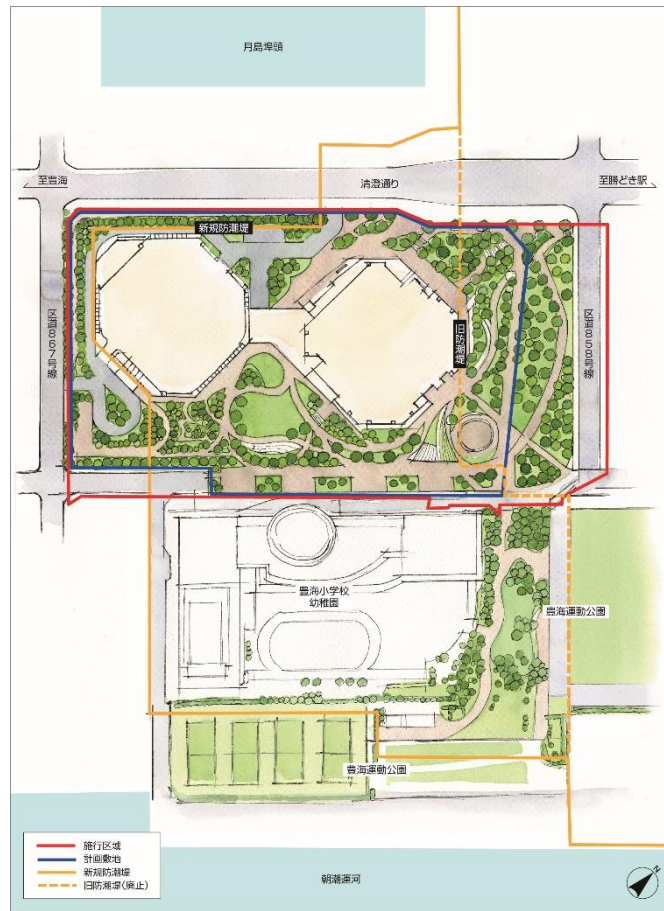 月島埠頭
至豊海
清澄通り
至勝どき駅
新規防潮堤
旧防潮堤
区道867号線
区道858号線
豊海小学校
幼稚園
豊海運動公園
豊海運動公園
施行区域
計画敷地
新規防潮堤
旧防潮堤(廃止)
朝潮運河
N